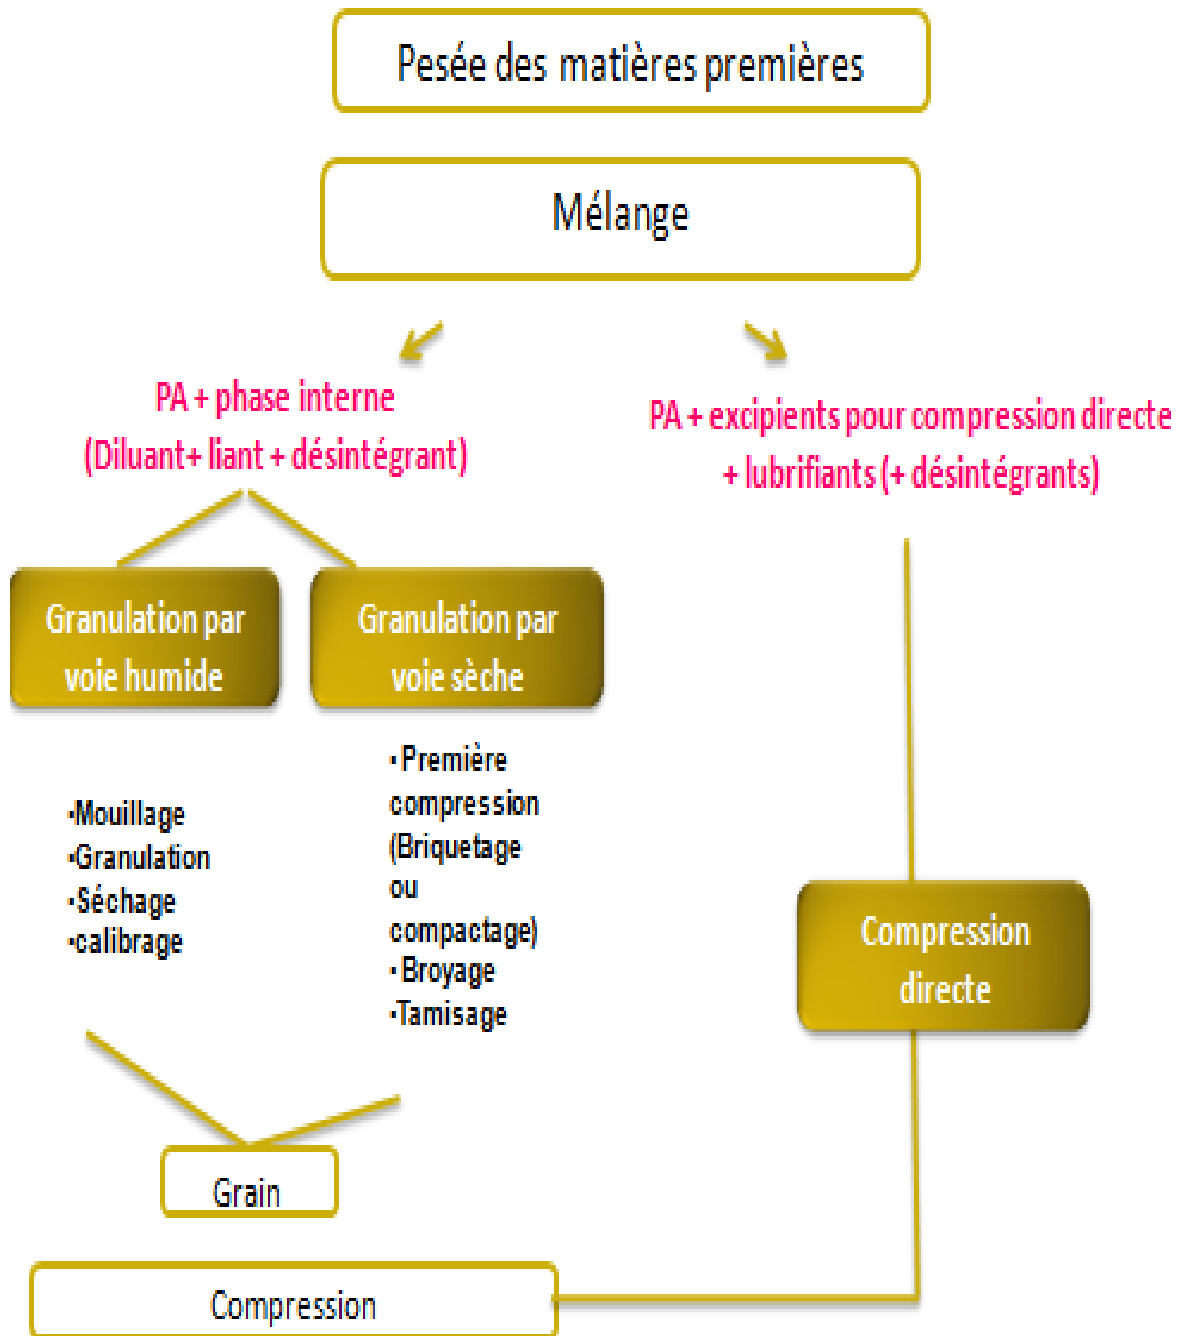 Pesée des matières premières
Mélange
PA + phase interne
(Diluant+ liant + désintégrant)
PA + excipients pour compression directe
+ lubrifiants (+ désintégrants)
Granulation par
voie humide
Granulation par
voie sèche
•Mouillage
•Granulation
•Séchage
•calibrage
• Première
compression
(Briquetage
ou
compactage)
• Broyage
•Tamisage
Compression
directe
Grain
Compression